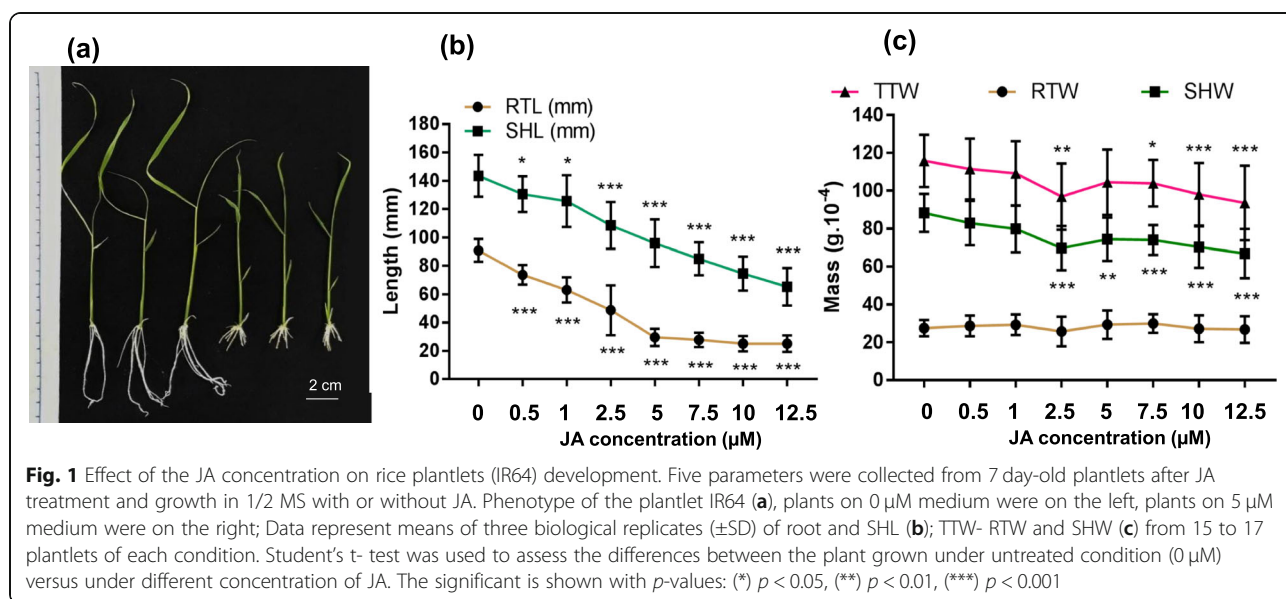 (a)
2 cm
(b)
RTL (mm)
SHL (mm)
Length (mm)
180
160
140
120
100
80
60
40
20
0
*
*
***
***
***
***
***
***
***
***
***
***
***
***
0 0.5 1 2.5 5 7.5 10 12.5
JA concentration (µM)
(c)
TTW RTW SHW
Mass (g.10⁻⁴)
140
120
100
80
60
40
20
0
**
*
***
***
***
**
***
***
***
0 0.5 1 2.5 5 7.5 10 12.5
JA concentration (µM)
Fig. 1 Effect of the JA concentration on rice plantlets (IR64) development. Five parameters were collected from 7 day-old plantlets after JA
treatment and growth in 1/2 MS with or without JA. Phenotype of the plantlet IR64 (a), plants on 0 µM medium were on the left, plants on 5 µM
medium were on the right; Data represent means of three biological replicates (±SD) of root and SHL (b); TTW- RTW and SHW (c) from 15 to 17
plantlets of each condition. Student's t- test was used to assess the differences between the plant grown under untreated condition (0 µM)
versus under different concentration of JA. The significant is shown with p-values: (*) p < 0.05, (**) p < 0.01, (***) p < 0.001